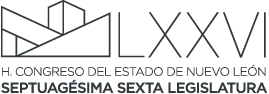 LXXVI
H. CONGRESO DEL ESTADO DE NUEVO LEÓN
SEPTUAGÉSIMA SEXTA LEGISLATURA